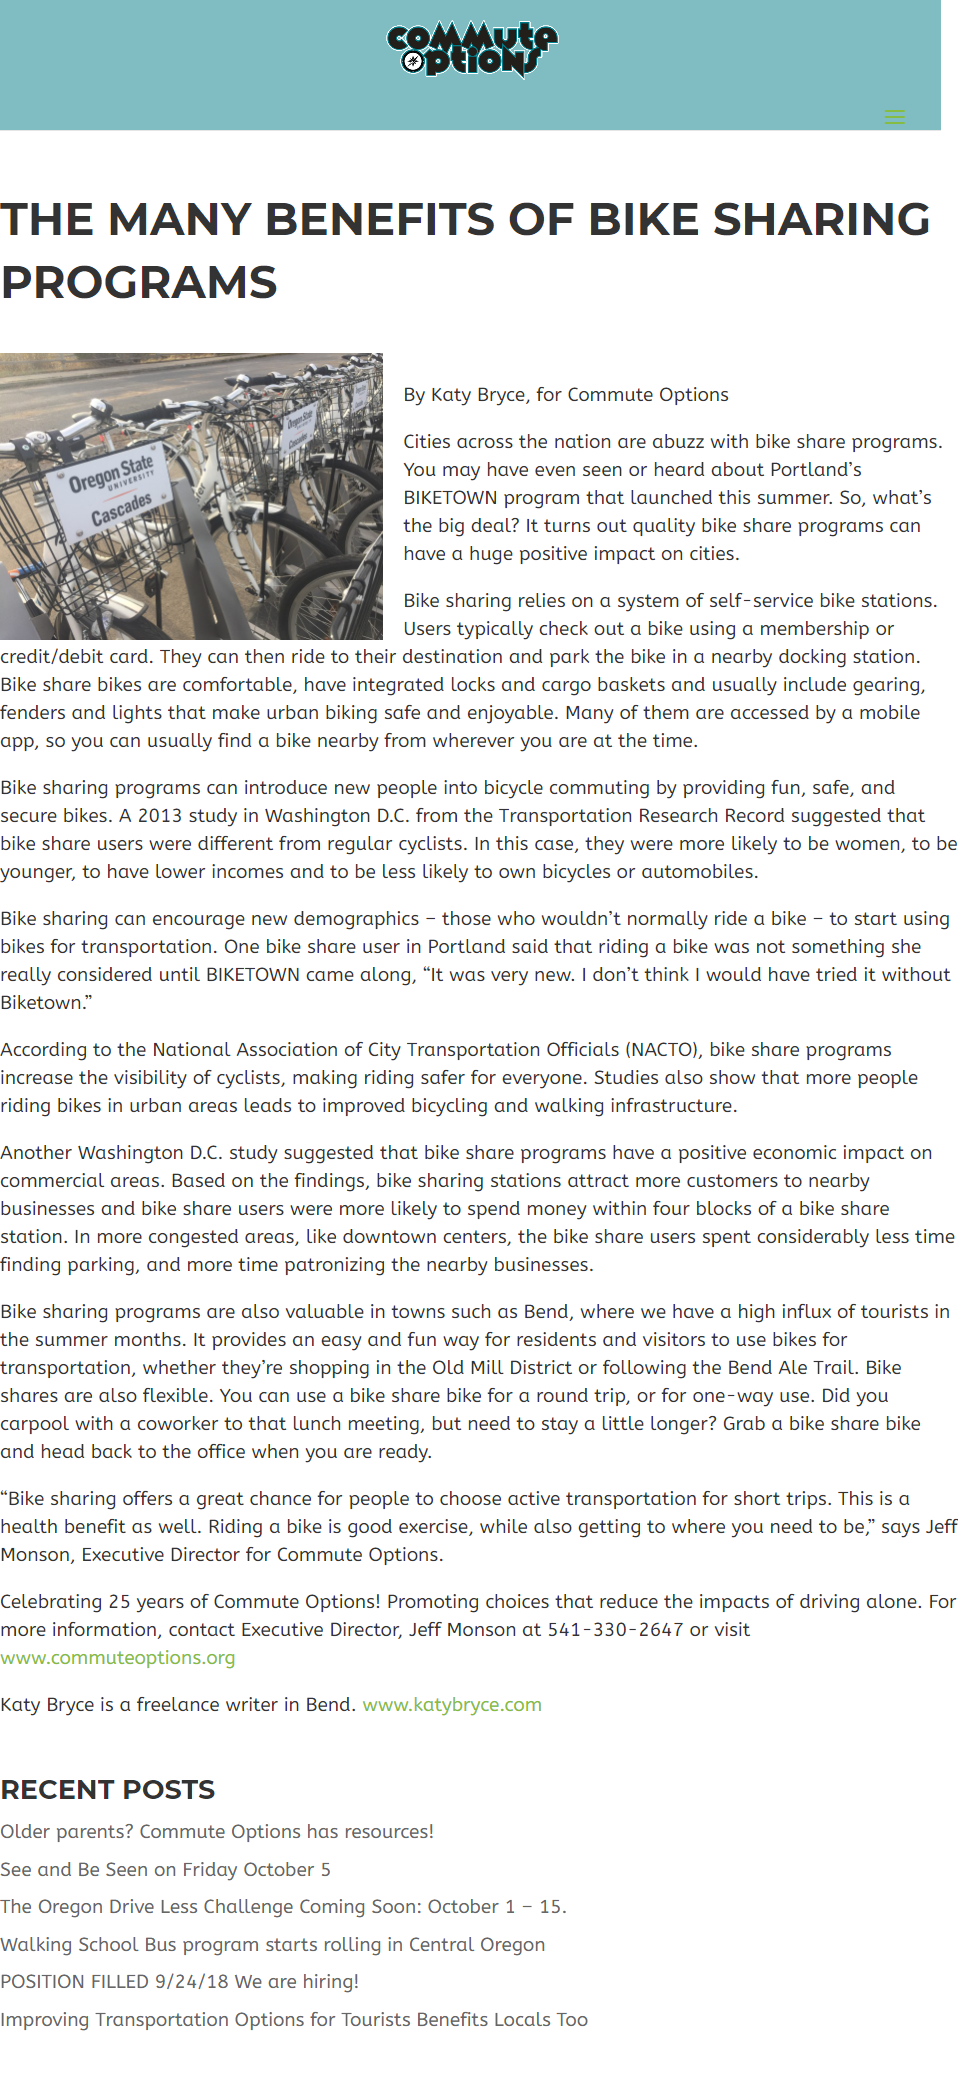 commute
options
THE MANY BENEFITS OF BIKE SHARING
PROGRAMS
Oregon State
UNIVERSITY
Cascades
Oregon State
Cascades
By Katy Bryce, for Commute Options
Cities across the nation are abuzz with bike share programs.
You may have even seen or heard about Portland’s
BIKETOWN program that launched this summer. So, what’s
the big deal? It turns out quality bike share programs can
have a huge positive impact on cities.
Bike sharing relies on a system of self-service bike stations.
Users typically check out a bike using a membership or
credit/debit card. They can then ride to their destination and park the bike in a nearby docking station.
Bike share bikes are comfortable, have integrated locks and cargo baskets and usually include gearing,
fenders and lights that make urban biking safe and enjoyable. Many of them are accessed by a mobile
app, so you can usually find a bike nearby from wherever you are at the time.
Bike sharing programs can introduce new people into bicycle commuting by providing fun, safe, and
secure bikes. A 2013 study in Washington D.C. from the Transportation Research Record suggested that
bike share users were different from regular cyclists. In this case, they were more likely to be women, to be
younger, to have lower incomes and to be less likely to own bicycles or automobiles.
Bike sharing can encourage new demographics – those who wouldn’t normally ride a bike – to start using
bikes for transportation. One bike share user in Portland said that riding a bike was not something she
really considered until BIKETOWN came along, “It was very new. I don’t think I would have tried it without
Biketown.”
According to the National Association of City Transportation Officials (NACTO), bike share programs
increase the visibility of cyclists, making riding safer for everyone. Studies also show that more people
riding bikes in urban areas leads to improved bicycling and walking infrastructure.
Another Washington D.C. study suggested that bike share programs have a positive economic impact on
commercial areas. Based on the findings, bike sharing stations attract more customers to nearby
businesses and bike share users were more likely to spend money within four blocks of a bike share
station. In more congested areas, like downtown centers, the bike share users spent considerably less time
finding parking, and more time patronizing the nearby businesses.
Bike sharing programs are also valuable in towns such as Bend, where we have a high influx of tourists in
the summer months. It provides an easy and fun way for residents and visitors to use bikes for
transportation, whether they’re shopping in the Old Mill District or following the Bend Ale Trail. Bike
shares are also flexible. You can use a bike share bike for a round trip, or for one-way use. Did you
carpool with a coworker to that lunch meeting, but need to stay a little longer? Grab a bike share bike
and head back to the office when you are ready.
“Bike sharing offers a great chance for people to choose active transportation for short trips. This is a
health benefit as well. Riding a bike is good exercise, while also getting to where you need to be,” says Jeff
Monson, Executive Director for Commute Options.
Celebrating 25 years of Commute Options! Promoting choices that reduce the impacts of driving alone. For
more information, contact Executive Director, Jeff Monson at 541-330-2647 or visit
www.commuteoptions.org
Katy Bryce is a freelance writer in Bend. www.katybryce.com
RECENT POSTS
Older parents? Commute Options has resources!
See and Be Seen on Friday October 5
The Oregon Drive Less Challenge Coming Soon: October 1 – 15.
Walking School Bus program starts rolling in Central Oregon
POSITION FILLED 9/24/18 We are hiring!
Improving Transportation Options for Tourists Benefits Locals Too